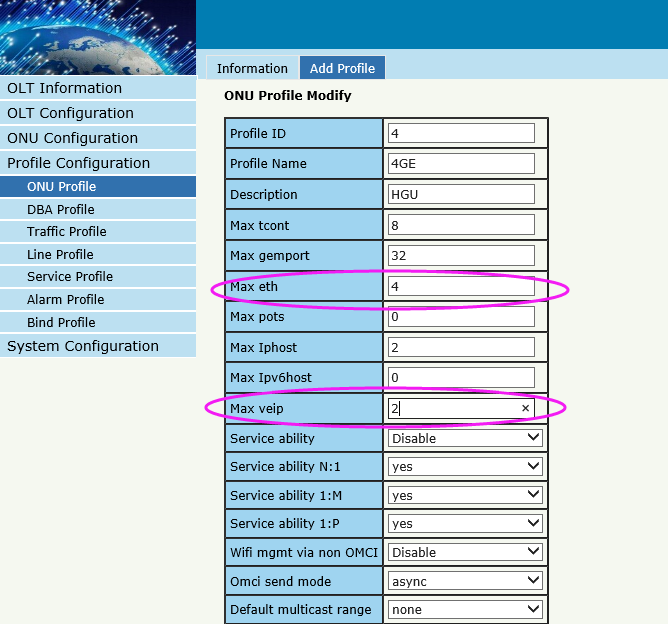 Information Add Profile
OLT Information
OLT Configuration
ONU Configuration
Profile Configuration
ONU Profile
DBA Profile
Traffic Profile
Line Profile
Service Profile
Alarm Profile
Bind Profile
System Configuration
ONU Profile Modify
Profile ID 4
Profile Name 4GE
Description HGU
Max tcont 8
Max gemport 32
Max eth 4
Max pots 0
Max Iphost 2
Max Ipv6host 0
Max veip 2 ×
Service ability Disable
Service ability N:1 yes
Service ability 1:M yes
Service ability 1:P yes
Wifi mgmt via non OMCI Disable
Omci send mode async
Default multicast range none